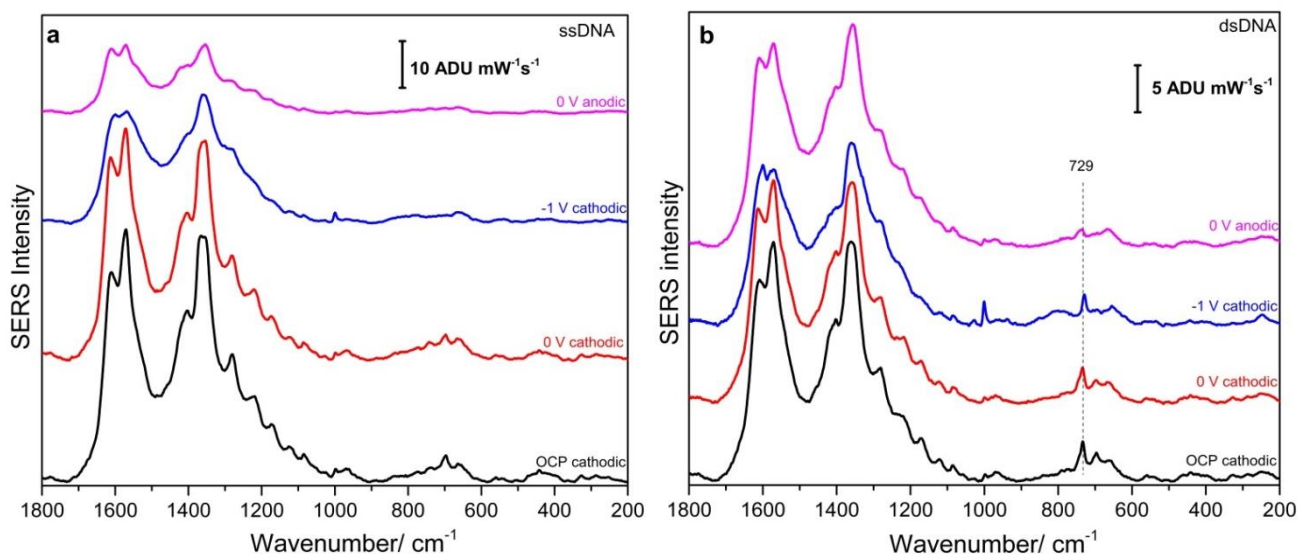 a
ssDNA
10 ADU mW⁻¹s⁻¹
0 V anodic
-1 V cathodic
0 V cathodic
OCP cathodic
SERS Intensity
1800 1600 1400 1200 1000 800 600 400 200
Wavenumber/ cm⁻¹
b
dsDNA
5 ADU mW⁻¹s⁻¹
729
0 V anodic
-1 V cathodic
0 V cathodic
OCP cathodic
SERS intensity
1800 1600 1400 1200 1000 800 600 400 200
Wavenumber/ cm⁻¹